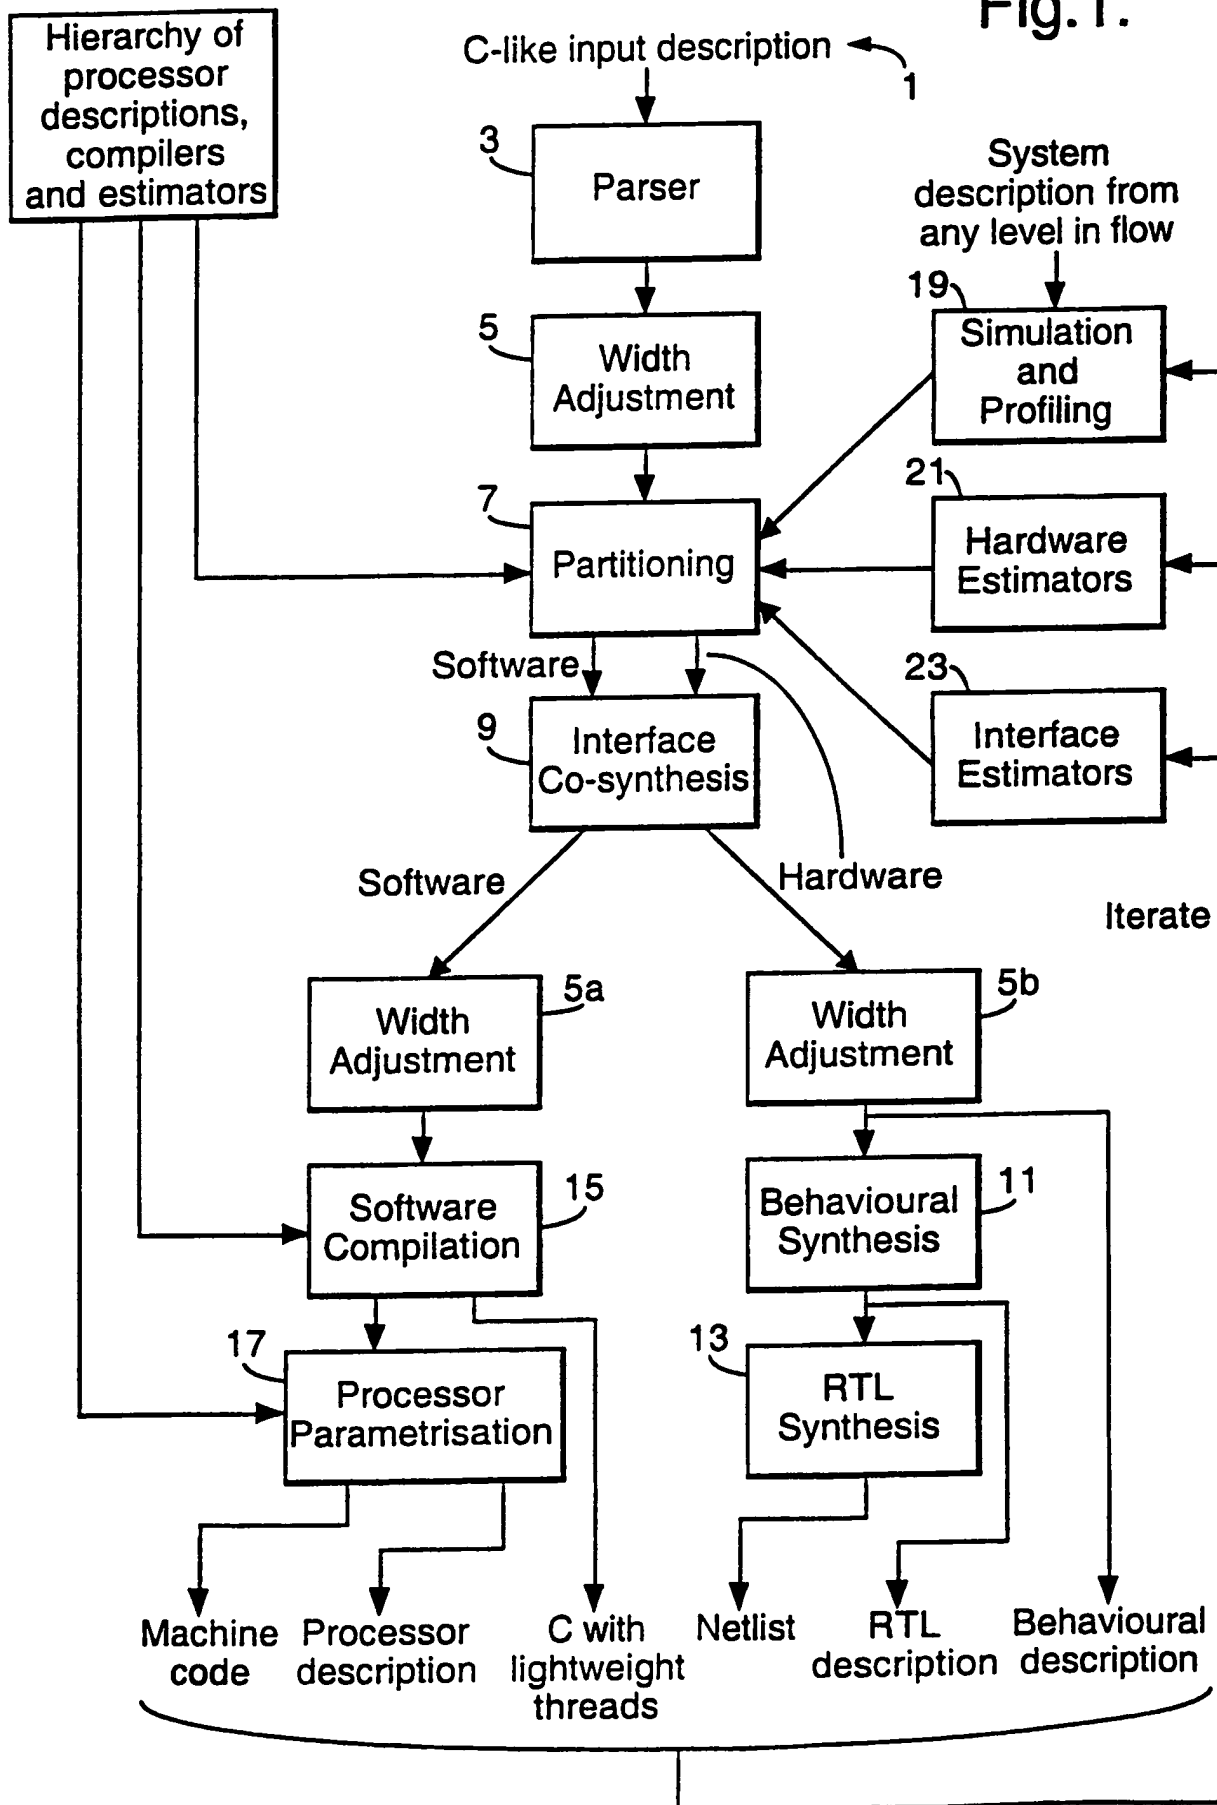 Fig.1.
Hierarchy of
processor
descriptions,
compilers
and estimators
C-like input description
1
3
Parser
System
description from
any level in flow
5
Width
Adjustment
19
Simulation
and
Profiling
7
Partitioning
21
Hardware
Estimators
Software
23
Interface
Estimators
9
Interface
Co-synthesis
Software
Hardware
Iterate
5a
Width
Adjustment
5b
Width
Adjustment
15
Software
Compilation
11
Behavioural
Synthesis
17
Processor
Parametrisation
13
RTL
Synthesis
Machine
code
Processor
description
C with
lightweight
threads
Netlist
RTL
description
Behavioural
description